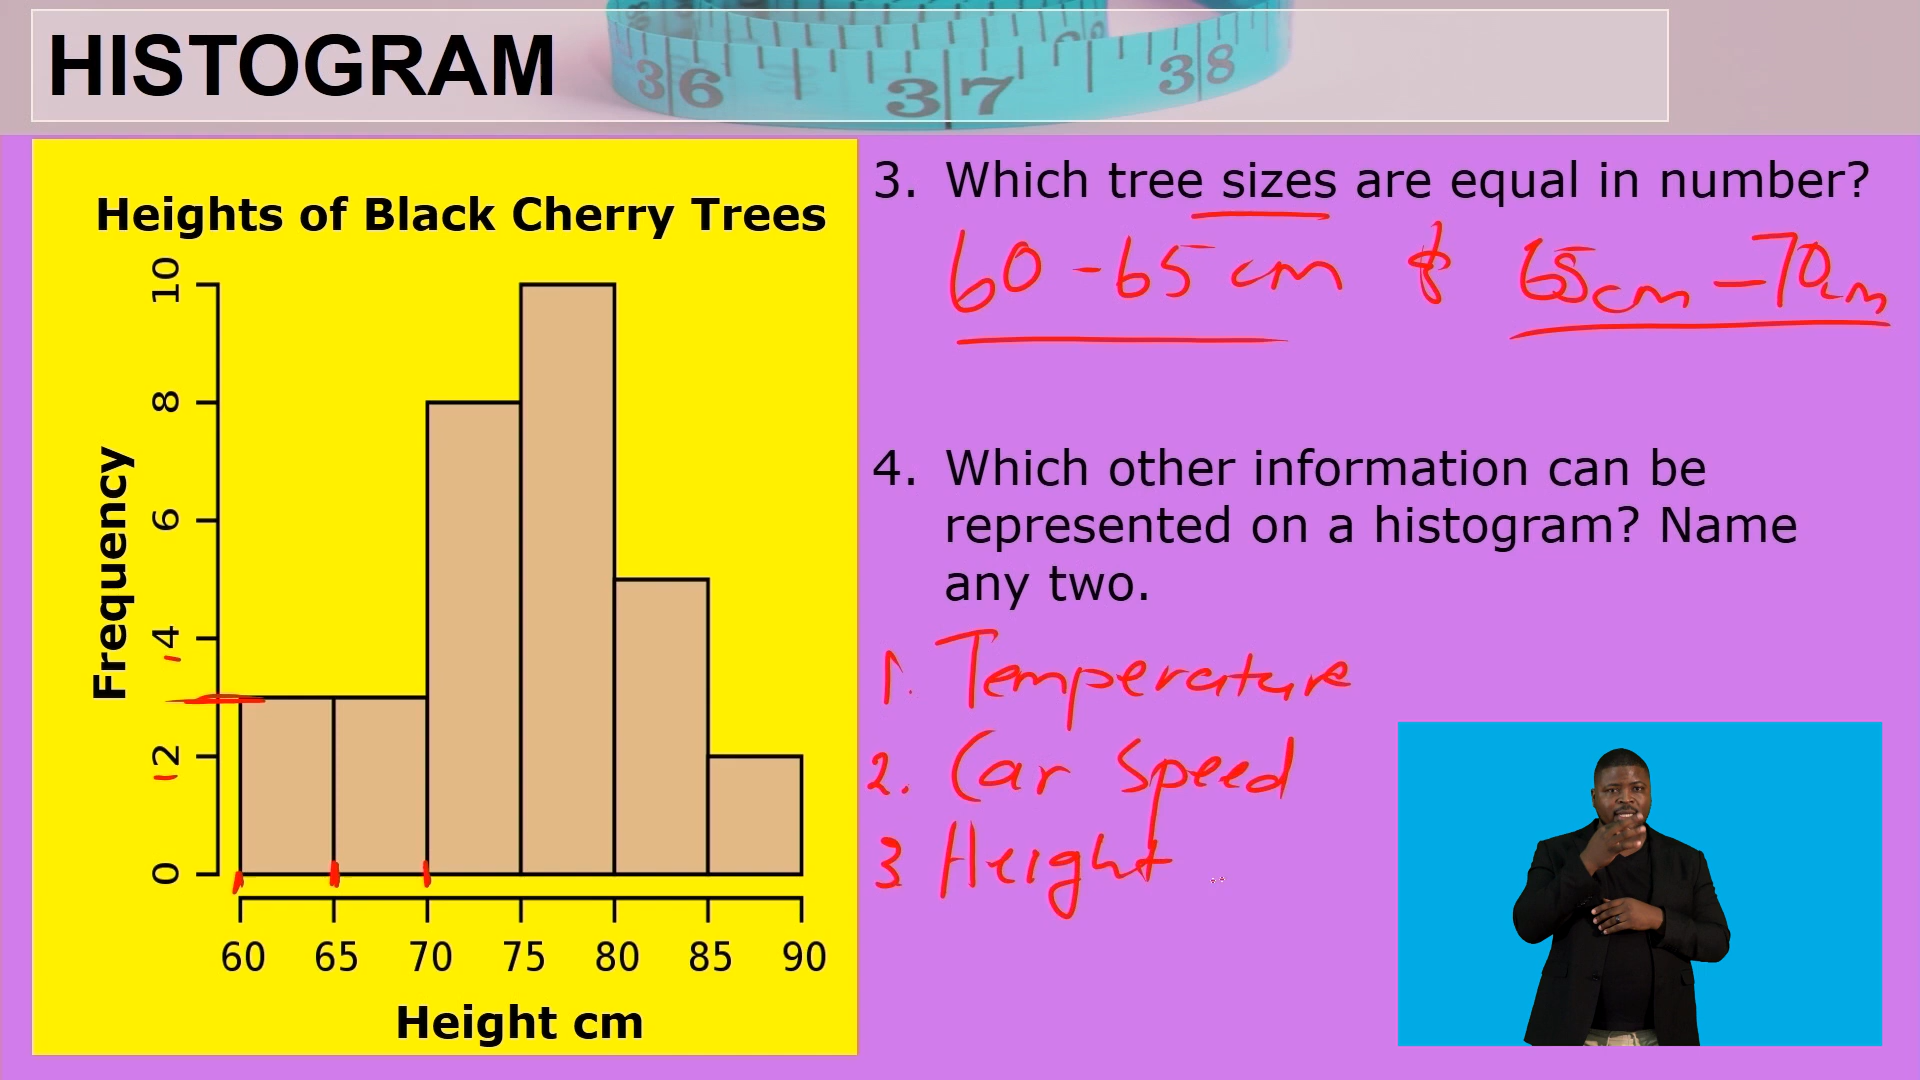 HISTOGRAM
36 37 38
Heights of Black Cherry Trees
Frequency
10
8
6
4
2
0
60 65 70 75 80 85 90
Height cm
3. Which tree sizes are equal in number?
60 - 65 cm & 65cm - 70cm
4. Which other information can be
represented on a histogram? Name
any two.
1. Temperature
2. Car Speed
3 Height